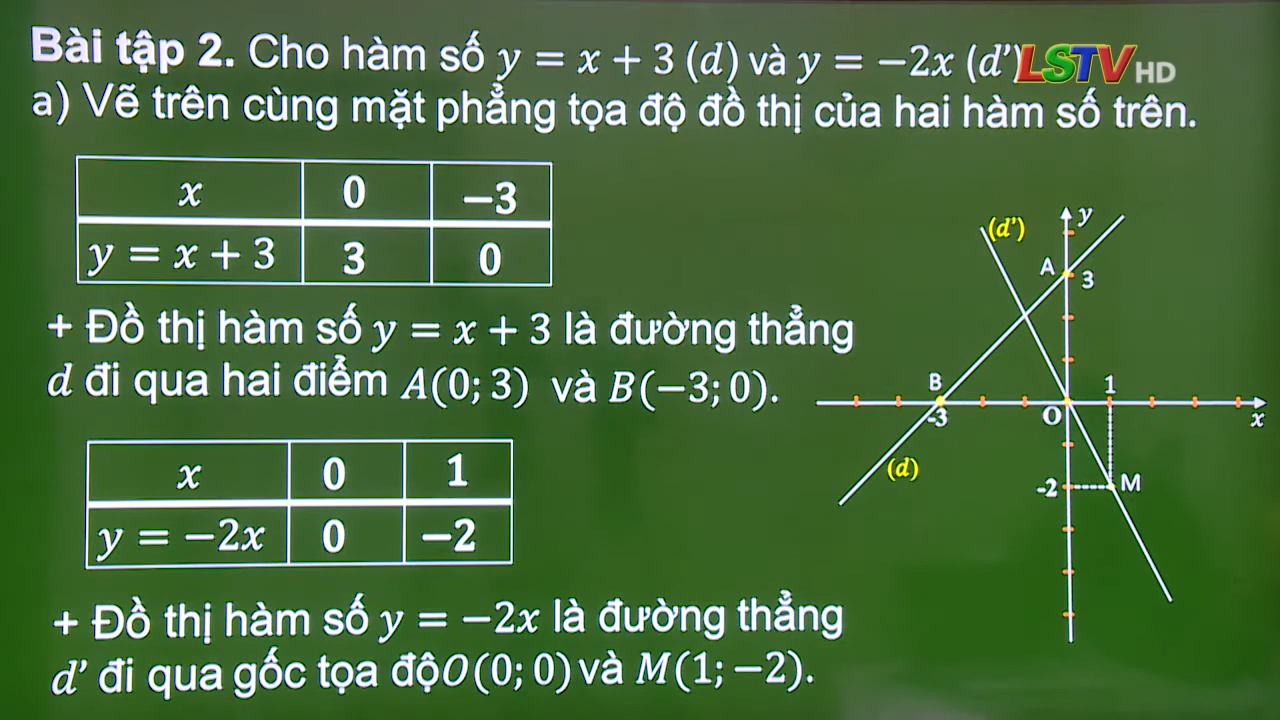 Bài tập 2. Cho hàm số y = x + 3 (d) và y = −2x (d’)
LSTV HD
a) Vẽ trên cùng mặt phẳng tọa độ đồ thị của hai hàm số trên.
x 0 −3
y = x + 3 3 0
+ Đồ thị hàm số y = x + 3 là đường thẳng
d đi qua hai điểm A(0; 3) và B(−3; 0).
x 0 1
y = −2x 0 −2
+ Đồ thị hàm số y = −2x là đường thẳng
d’ đi qua gốc tọa độO(0; 0) và M(1; −2).
(d’)
y
A
3
B
1
-3
O
x
(d)
-2
M